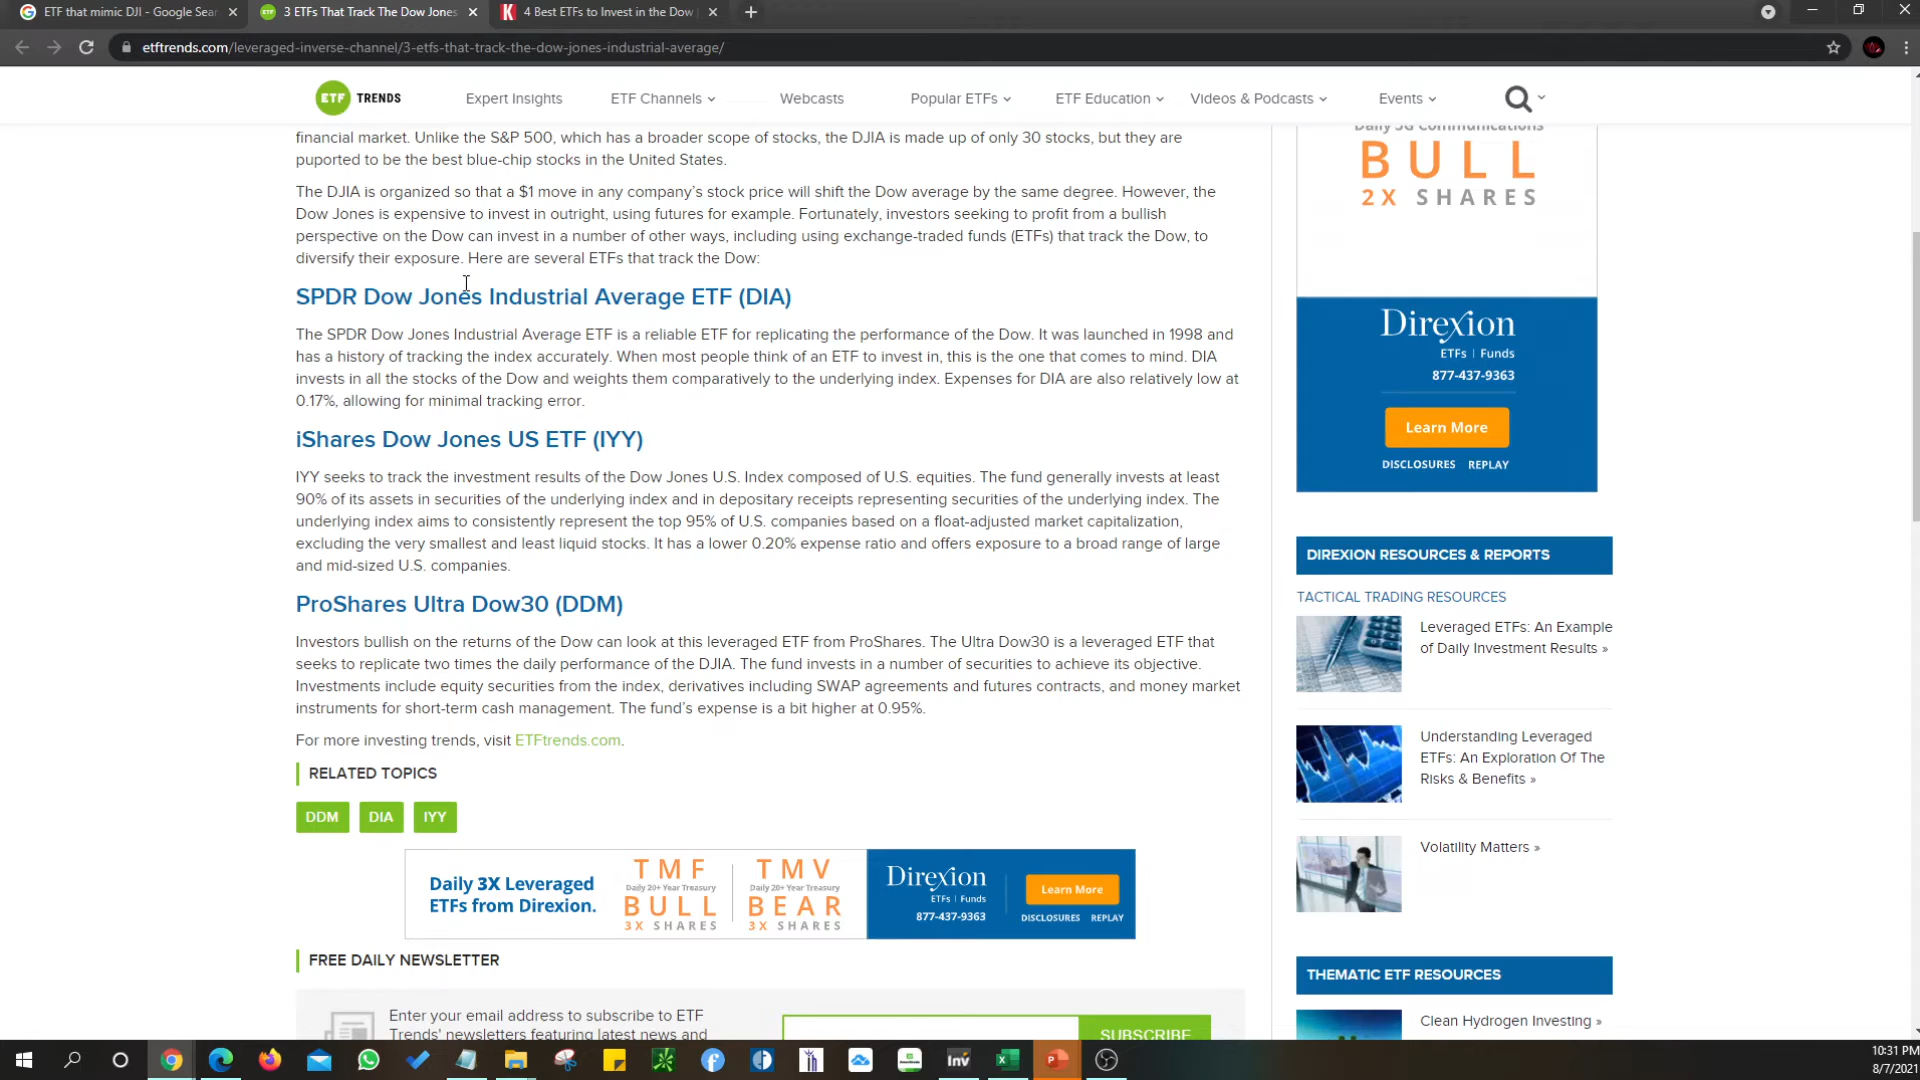 ETF that mimic DJI - Google Sear
3 ETFs That Track The Dow Jones
4 Best ETFs to Invest in the Dow
etftrends.com/leveraged-inverse-channel/3-etfs-that-track-the-dow-jones-industrial-average/
ETF TRENDS
Expert Insights
ETF Channels
Webcasts
Popular ETFs
ETF Education
Videos & Podcasts
Events
financial market. Unlike the S&P 500, which has a broader scope of stocks, the DJIA is made up of only 30 stocks, but they are
puported to be the best blue-chip stocks in the United States.
The DJIA is organized so that a $1 move in any company's stock price will shift the Dow average by the same degree. However, the
Dow Jones is expensive to invest in outright, using futures for example. Fortunately, investors seeking to profit from a bullish
perspective on the Dow can invest in a number of other ways, including using exchange-traded funds (ETFs) that track the Dow, to
diversify their exposure. Here are several ETFs that track the Dow:
SPDR Dow Jones Industrial Average ETF (DIA)
The SPDR Dow Jones Industrial Average ETF is a reliable ETF for replicating the performance of the Dow. It was launched in 1998 and
has a history of tracking the index accurately. When most people think of an ETF to invest in, this is the one that comes to mind. DIA
invests in all the stocks of the Dow and weights them comparatively to the underlying index. Expenses for DIA are also relatively low at
0.17%, allowing for minimal tracking error.
iShares Dow Jones US ETF (IYY)
IYY seeks to track the investment results of the Dow Jones U.S. Index composed of U.S. equities. The fund generally invests at least
90% of its assets in securities of the underlying index and in depositary receipts representing securities of the underlying index. The
underlying index aims to consistently represent the top 95% of U.S. companies based on a float-adjusted market capitalization,
excluding the very smallest and least liquid stocks. It has a lower 0.20% expense ratio and offers exposure to a broad range of large
and mid-sized U.S. companies.
ProShares Ultra Dow30 (DDM)
Investors bullish on the returns of the Dow can look at this leveraged ETF from ProShares. The Ultra Dow30 is a leveraged ETF that
seeks to replicate two times the daily performance of the DJIA. The fund invests in a number of securities to achieve its objective.
Investments include equity securities from the index, derivatives including SWAP agreements and futures contracts, and money market
instruments for short-term cash management. The fund's expense is a bit higher at 0.95%.
For more investing trends, visit ETFtrends.com.
RELATED TOPICS
DDM
DIA
IYY
Daily 3X Leveraged
ETFs from Direxion.
TMF
Daily 20+ Year Treasury
BULL
3X SHARES
TMV
Daily 20+ Year Treasury
BEAR
3X SHARES
Direxion
ETFs | Funds
877-437-9363
Learn More
DISCLOSURES REPLAY
FREE DAILY NEWSLETTER
Enter your email address to subscribe to ETF
Trends' newsletters featuring latest news and
SUBSCRIBE
Daily 5G Communications
BULL
2X SHARES
Direxion
ETFs | Funds
877-437-9363
Learn More
DISCLOSURES REPLAY
DIREXION RESOURCES & REPORTS
TACTICAL TRADING RESOURCES
Leveraged ETFs: An Example
of Daily Investment Results »
Understanding Leveraged
ETFs: An Exploration Of The
Risks & Benefits »
Volatility Matters »
THEMATIC ETF RESOURCES
Clean Hydrogen Investing »
Inv
10:31 PM
8/7/2021